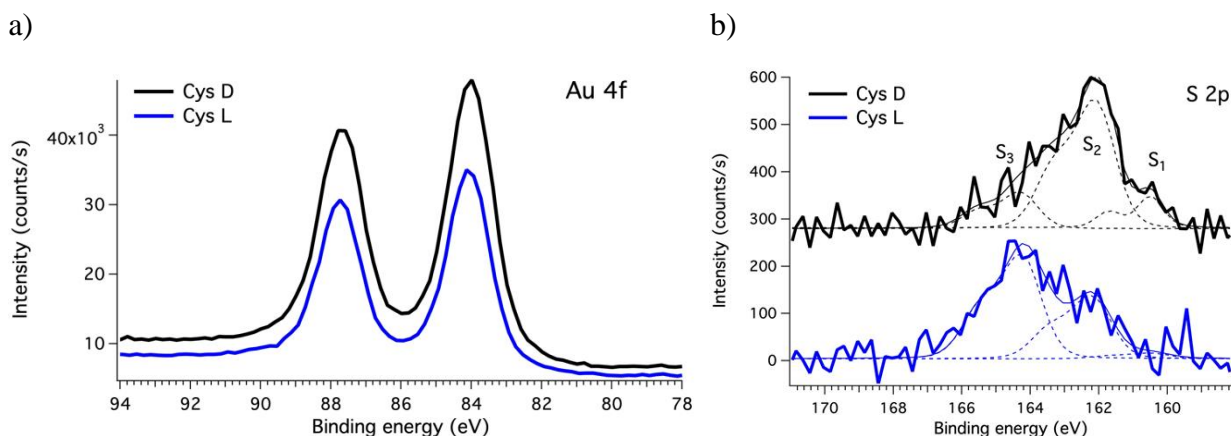 a)
b)
Cys D
Cys L
Au 4f
40x10³
30
20
10
Intensity (counts/s)
94 92 90 88 86 84 82 80 78
Binding energy (eV)
Cys D
Cys L
S 2p
S₃
S₂
S₁
600
500
400
300
200
100
0
Intensity (counts/s)
170 168 166 164 162 160
Binding energy (eV)